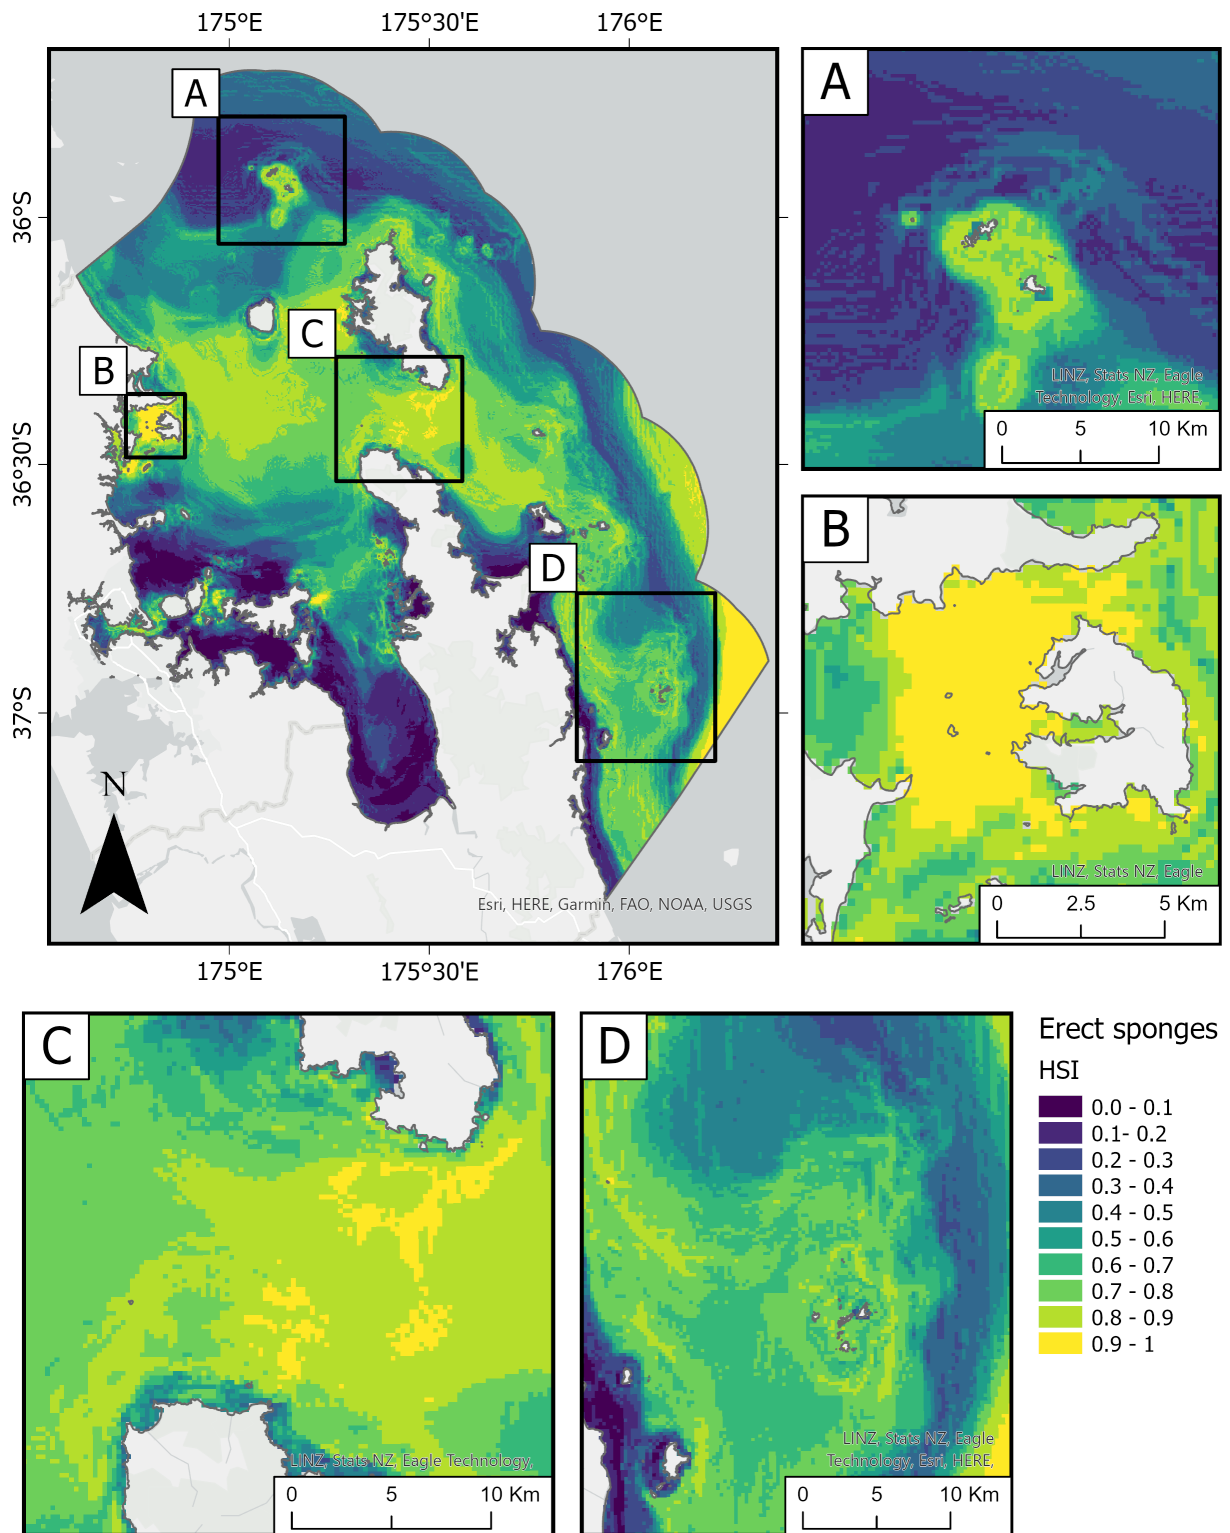 175°E
175°30'E
176°E
36°S
36°30'S
37°S
A
B
C
D
N
Esri, HERE, Garmin, FAO, NOAA, USGS
175°E
175°30'E
176°E
A
LINZ, Stats NZ, Eagle
Technology, Esri, HERE,
0 5 10 Km
B
LINZ, Stats NZ, Eagle
0 2.5 5 Km
C
LINZ, Stats NZ, Eagle Technology,
0 5 10 Km
D
LINZ, Stats NZ, Eagle
Technology, Esri, HERE,
0 5 10 Km
Erect sponges
HSI
0.0 - 0.1
0.1- 0.2
0.2 - 0.3
0.3 - 0.4
0.4 - 0.5
0.5 - 0.6
0.6 - 0.7
0.7 - 0.8
0.8 - 0.9
0.9 - 1